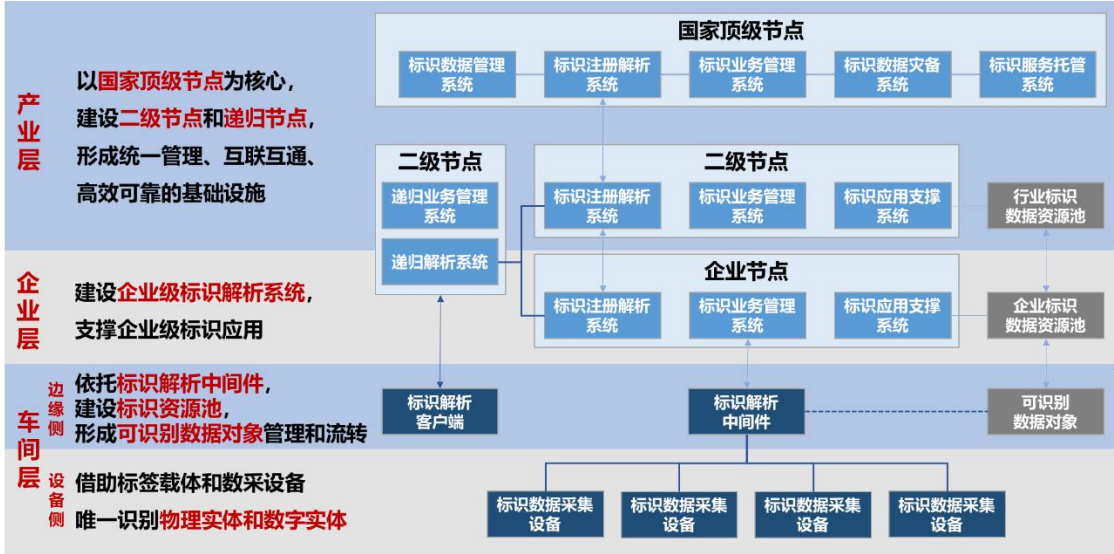 产业层
以国家顶级节点为核心，
建设二级节点和递归节点，
形成统一管理、互联互通、
高效可靠的基础设施
国家顶级节点
标识数据管理
系统
标识注册解析
系统
标识业务管理
系统
标识数据灾备
系统
标识服务托管
系统
二级节点
递归业务管理
系统
递归解析系统
二级节点
标识注册解析
系统
标识业务管理
系统
标识应用支撑
系统
行业标识
数据资源池
企业层
建设企业级标识解析系统，
支撑企业级标识应用
企业节点
标识注册解析
系统
标识业务管理
系统
标识应用支撑
系统
企业标识
数据资源池
车间层
边缘侧
依托标识解析中间件，
建设标识资源池，
形成可识别数据对象管理和流转
标识解析
客户端
标识解析
中间件
可识别
数据对象
设备侧
借助标签载体和数采设备
唯一识别物理实体和数字实体
标识数据采集
设备
标识数据采集
设备
标识数据采集
设备
标识数据采集
设备